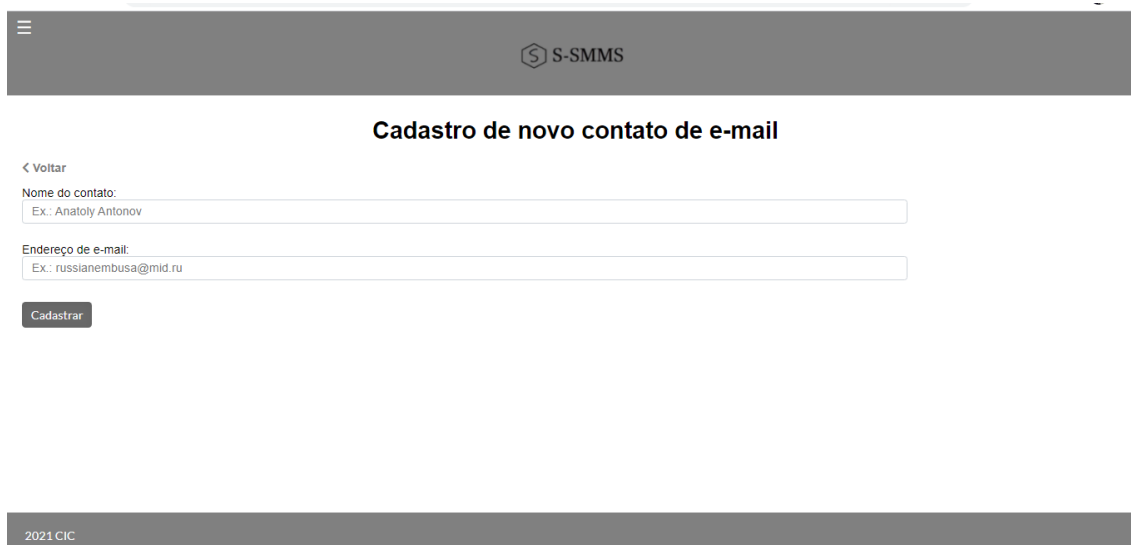 ☰
S-SMMS
Cadastro de novo contato de e-mail
< Voltar
Nome do contato:
Ex.: Anatoly Antonov
Endereço de e-mail:
Ex.: russianembusa@mid.ru
Cadastrar
2021 CIC